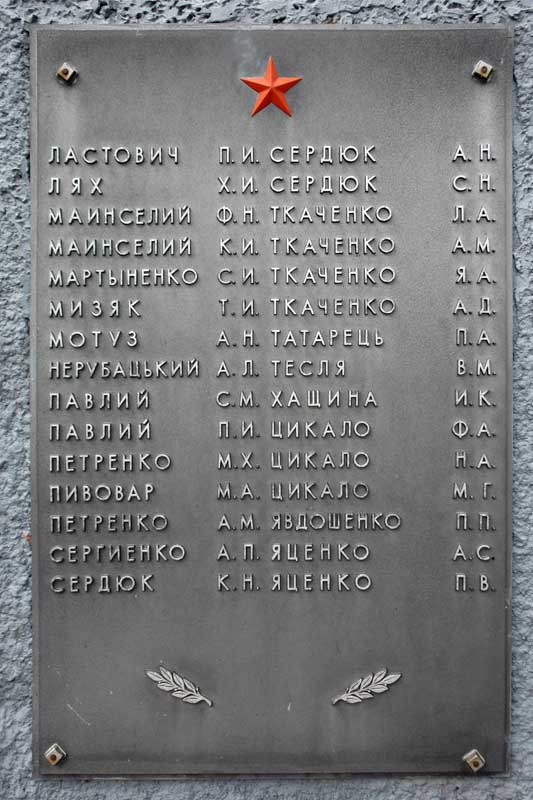 ЛАСТОВИЧ П.И. СЕРДЮК А.Н.
ЛЯХ Х.И. СЕРДЮК С.Н.
МАИНСЕЛИЙ Ф.Н. ТКАЧЕНКО Л.А.
МАИНСЕЛИЙ К.И. ТКАЧЕНКО А.М.
МАРТЫНЕНКО С.И. ТКАЧЕНКО Я.А.
МИЗЯК Т.И. ТКАЧЕНКО А.Д.
МОТУЗ А.Н. ТАТАРЕЦЬ П.А.
НЕРУБАЦЬКИЙ А.Л. ТЕСЛЯ В.М.
ПАВЛИЙ С.М. ХАЩИНА И.К.
ПАВЛИЙ П.И. ЦИКАЛО Ф.А.
ПЕТРЕНКО М.Х. ЦИКАЛО Н.А.
ПИВОВАР М.А. ЦИКАЛО М.Г.
ПЕТРЕНКО А.М. ЯВДОШЕНКО П.П.
СЕРГИЕНКО А.П. ЯЦЕНКО А.С.
СЕРДЮК К.Н. ЯЦЕНКО П.В.